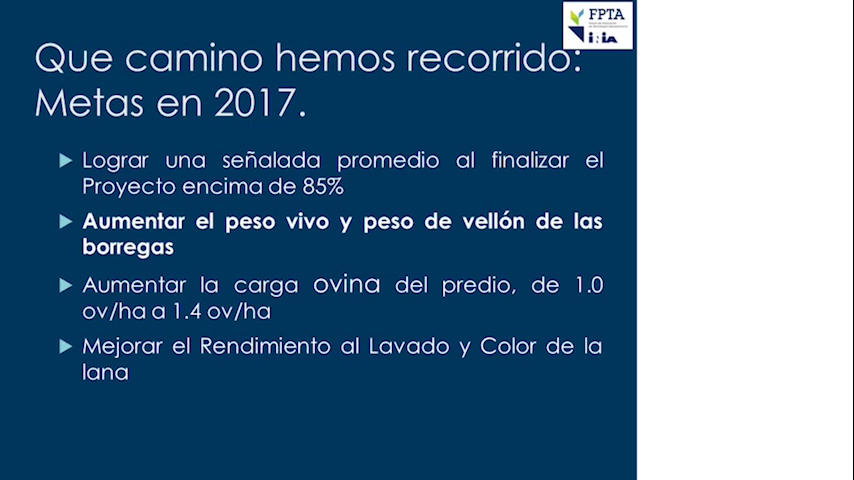 FPTA
INIA
Que camino hemos recorrido:
Metas en 2017.
Lograr una señalada promedio al finalizar el
Proyecto encima de 85%
Aumentar el peso vivo y peso de vellón de las
borregas
Aumentar la carga ovina del predio, de 1.0
ov/ha a 1.4 ov/ha
Mejorar el Rendimiento al Lavado y Color de la
lana